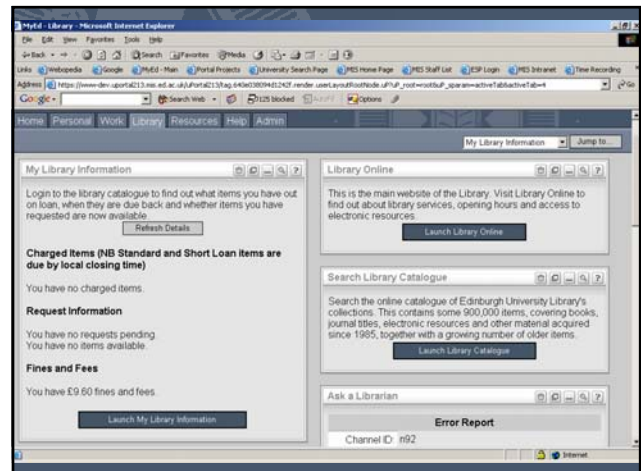 MyEd - Library - Microsoft Internet Explorer
File Edit View Favorites Tools Help
Back Search Favorites Media
Links Webopedia Google MyEd - Main Portal Projects University Search Page MIS Home Page MIS Staff List ESP Login MIS Intranet Time Recording
Address
Google Search Web 125 blocked AutoFill Options
Home Personal Work Library Resources Help Admin
My Library Information Jump to...
My Library Information
Login to the library catalogue to find out what items you have out
on loan, when they are due back and whether items you have
requested are now available.
Refresh Details
Charged Items (NB Standard and Short Loan items are
due by local closing time)
You have no charged items.
Request Information
You have no requests pending.
You have no items available.
Fines and Fees
You have £9.60 fines and fees.
Launch My Library Information
Library Online
This is the main website of the Library. Visit Library Online to
find out about library services, opening hours and access to
electronic resources.
Launch Library Online
Search Library Catalogue
Search the online catalogue of Edinburgh University Library's
collections. This contains some 900,000 items, covering books,
journal titles, electronic resources and other material acquired
since 1985, together with a growing number of older items.
Launch Library Catalogue
Ask a Librarian
Error Report
Channel ID: n92
Internet